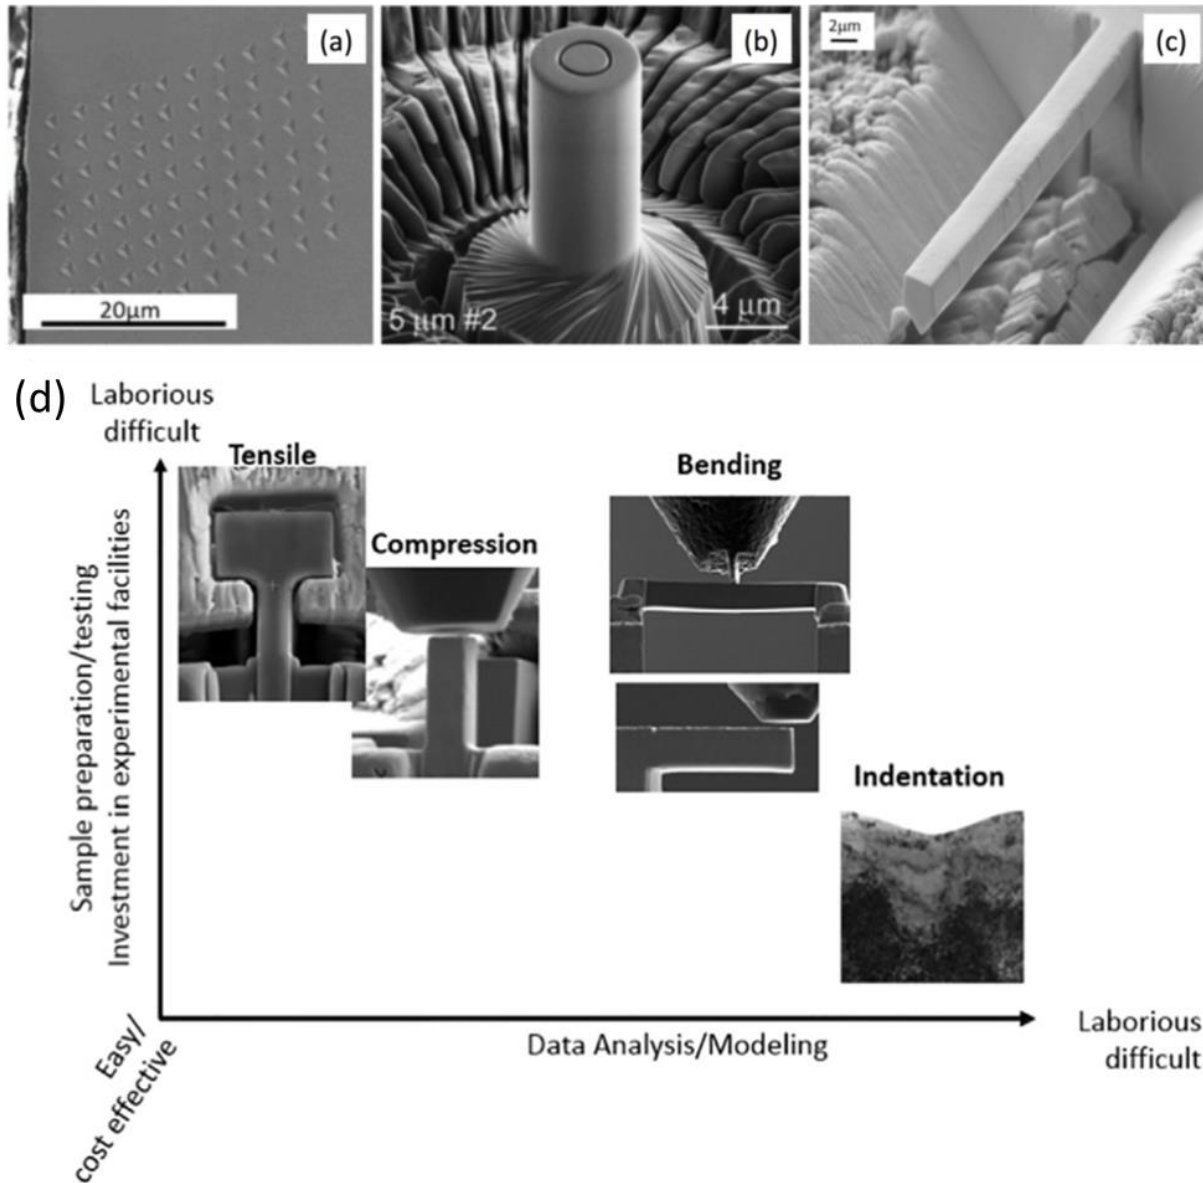 (a)
20μm
(b)
5 μm #2
4 μm
2μm
(c)
(d)
Laborious
difficult
Tensile
Compression
Bending
Indentation
Sample preparation/testing
Investment in experimental facilities
Easy/
cost effective
Data Analysis/Modeling
Laborious
difficult